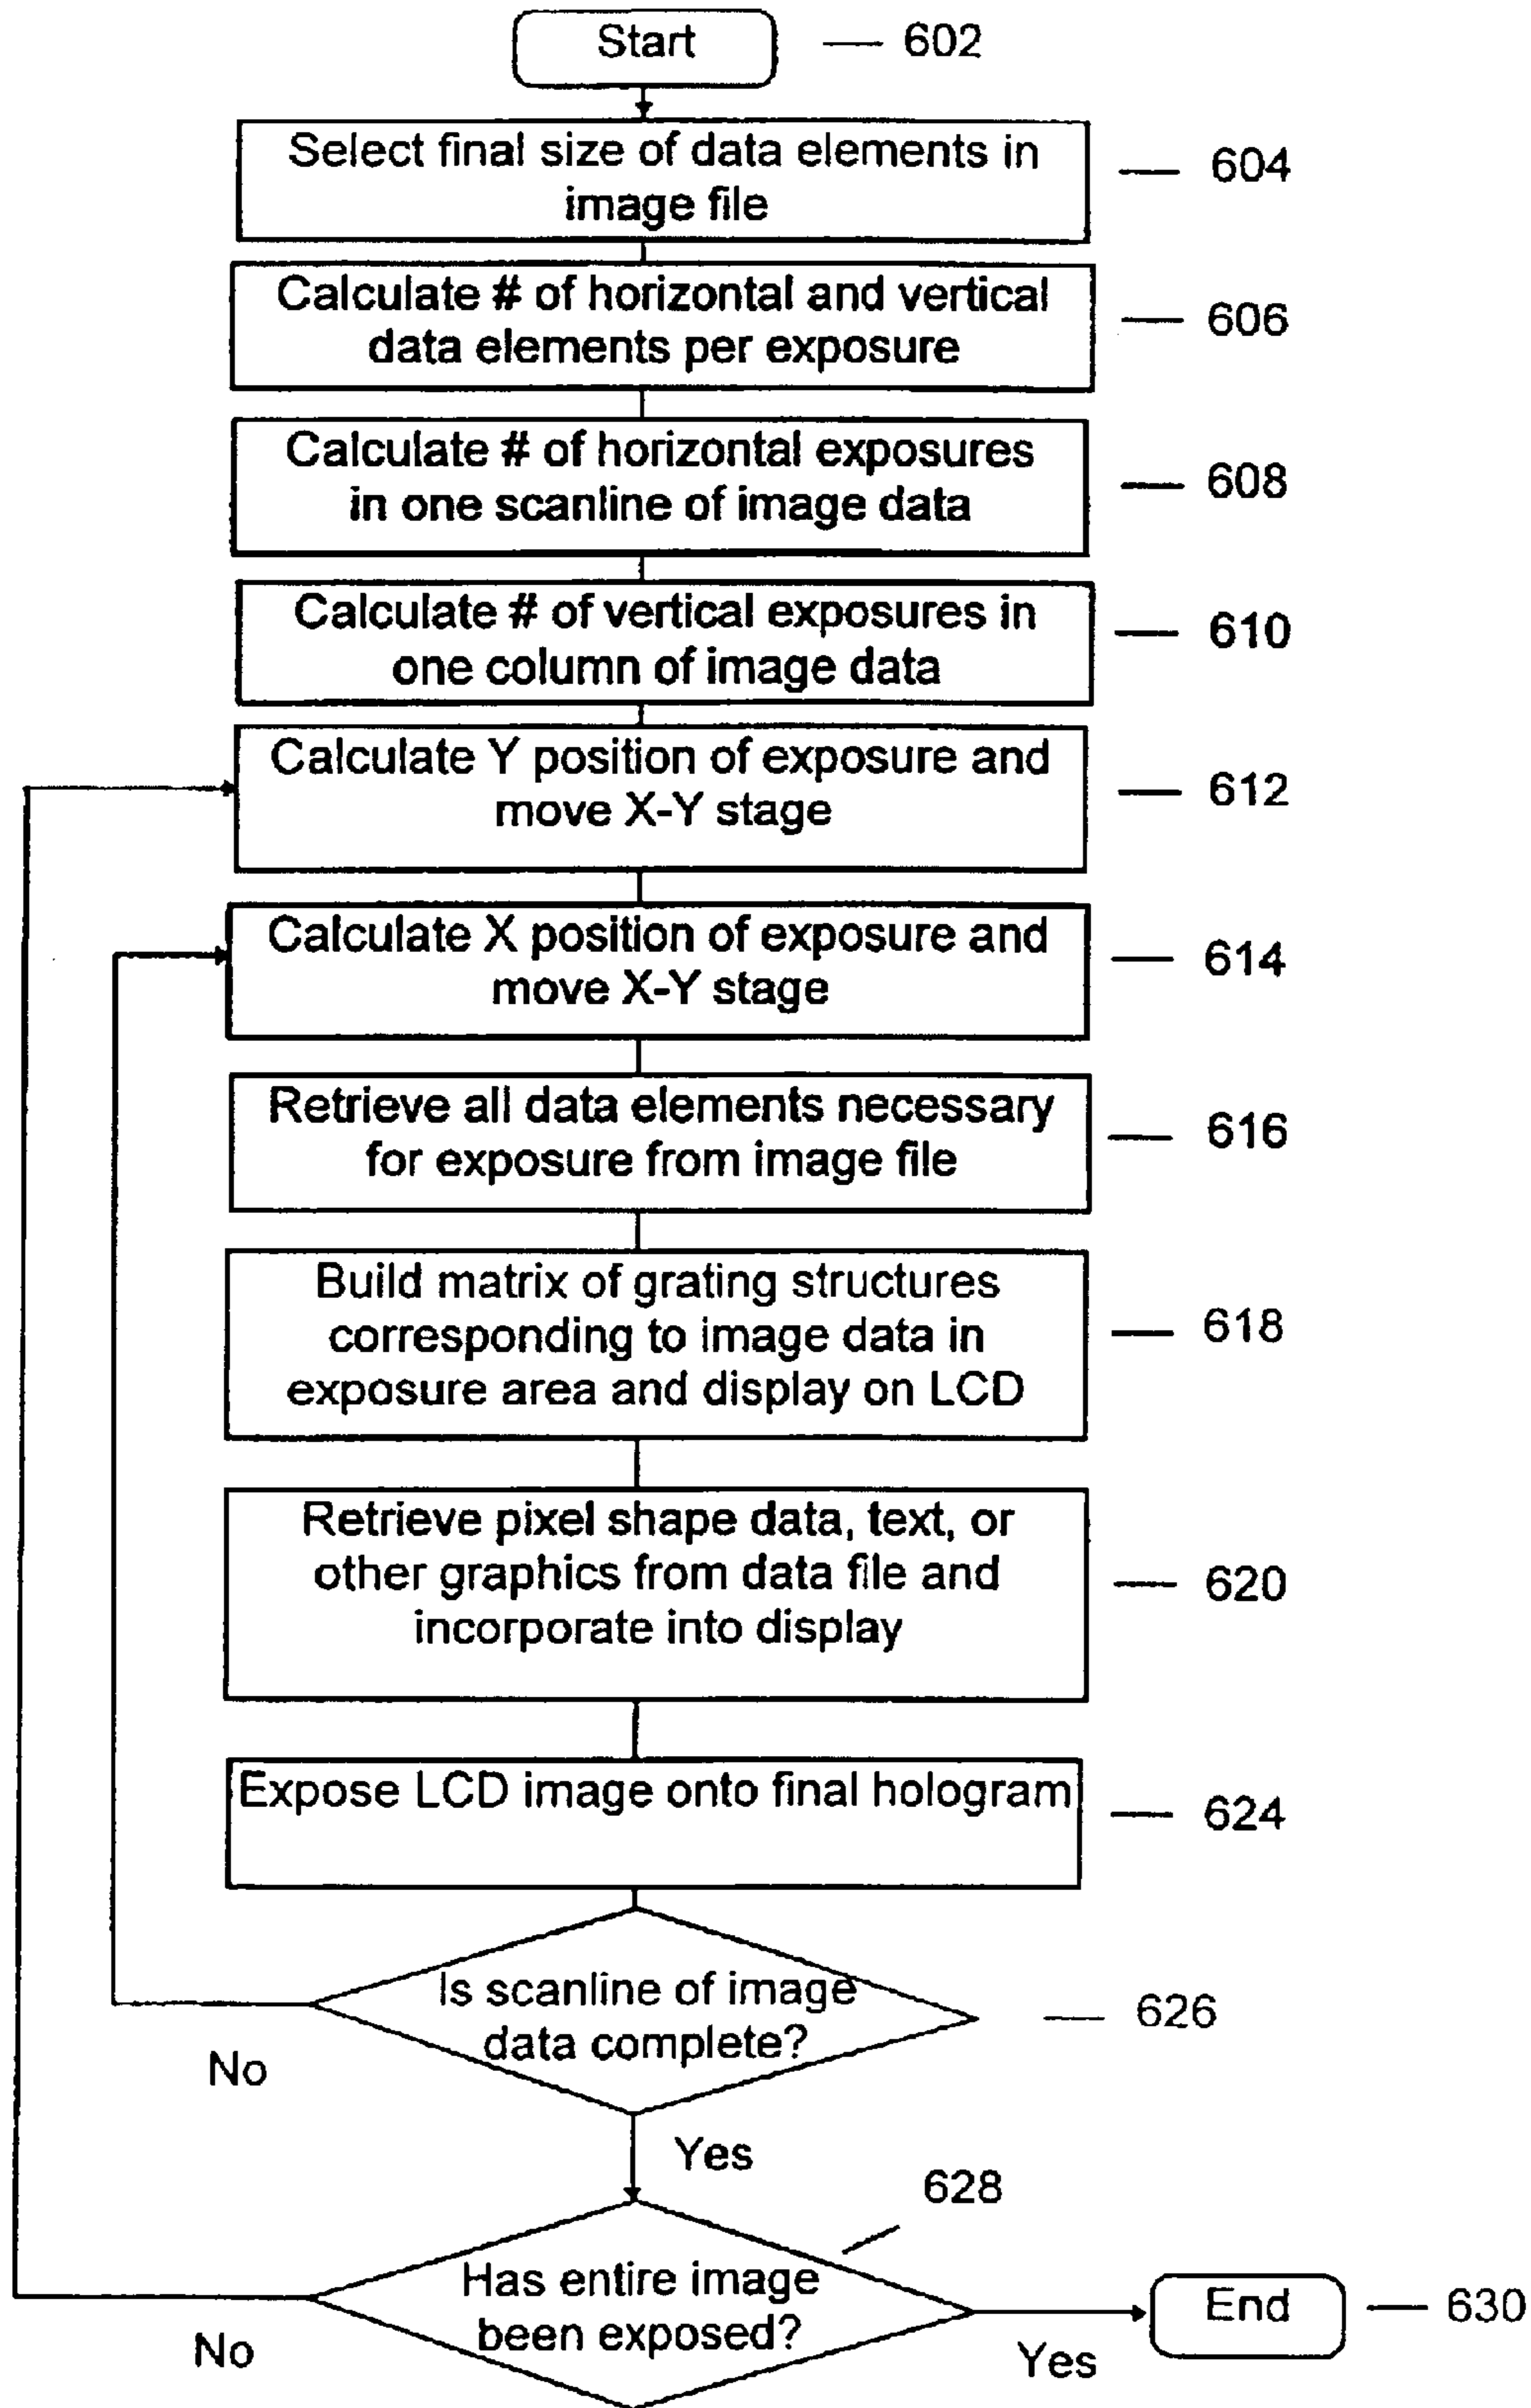 Start
602
Select final size of data elements in
image file
604
Calculate # of horizontal and vertical
data elements per exposure
606
Calculate # of horizontal exposures
in one scanline of image data
608
Calculate # of vertical exposures in
one column of image data
610
Calculate Y position of exposure and
move X-Y stage
612
Calculate X position of exposure and
move X-Y stage
614
Retrieve all data elements necessary
for exposure from image file
616
Build matrix of grating structures
corresponding to image data in
exposure area and display on LCD
618
Retrieve pixel shape data, text, or
other graphics from data file and
incorporate into display
620
Expose LCD image onto final hologram
624
Is scanline of image
data complete?
626
No
Yes
628
Has entire image
been exposed?
End
630
No
Yes